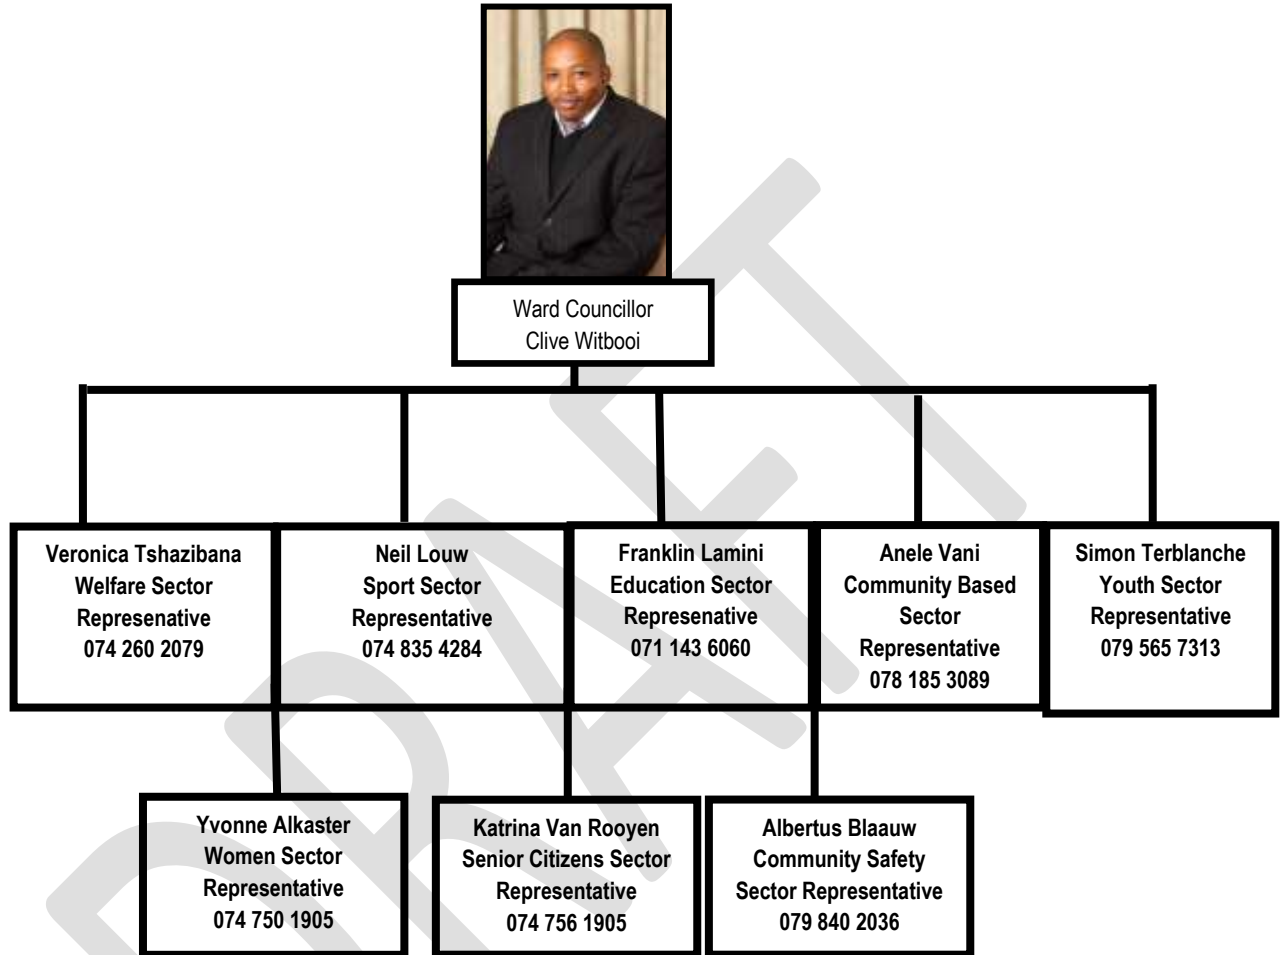 Ward Councillor
Clive Witbooi
Veronica Tshazibana
Welfare Sector
Represenative
074 260 2079
Neil Louw
Sport Sector
Representative
074 835 4284
Franklin Lamini
Education Sector
Represenative
071 143 6060
Anele Vani
Community Based
Sector
Representative
078 185 3089
Simon Terblanche
Youth Sector
Representative
079 565 7313
Yvonne Alkaster
Women Sector
Representative
074 750 1905
Katrina Van Rooyen
Senior Citizens Sector
Representative
074 756 1905
Albertus Blaauw
Community Safety
Sector Representative
079 840 2036
DRAFT